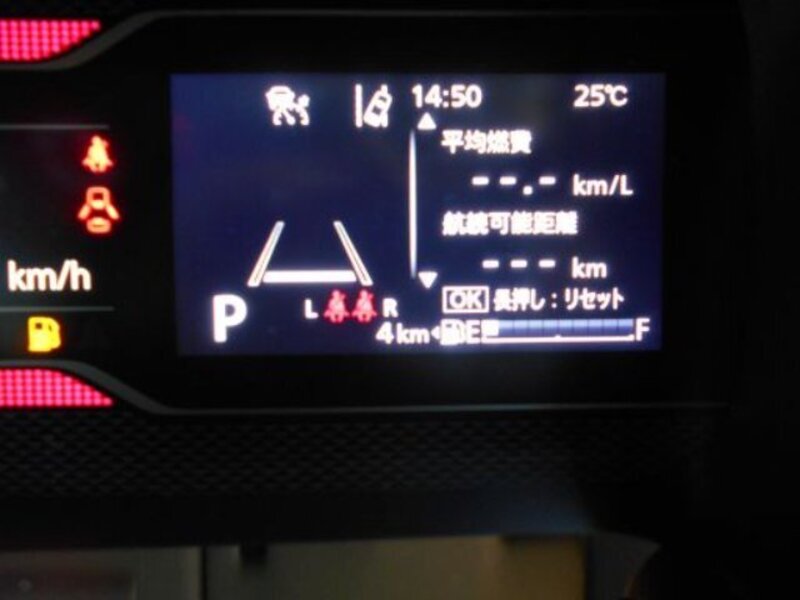 14:50 25℃
平均燃費
--.- km/L
航続可能距離
--- km
OK 長押し：リセット
km/h
P
L R
4km E F